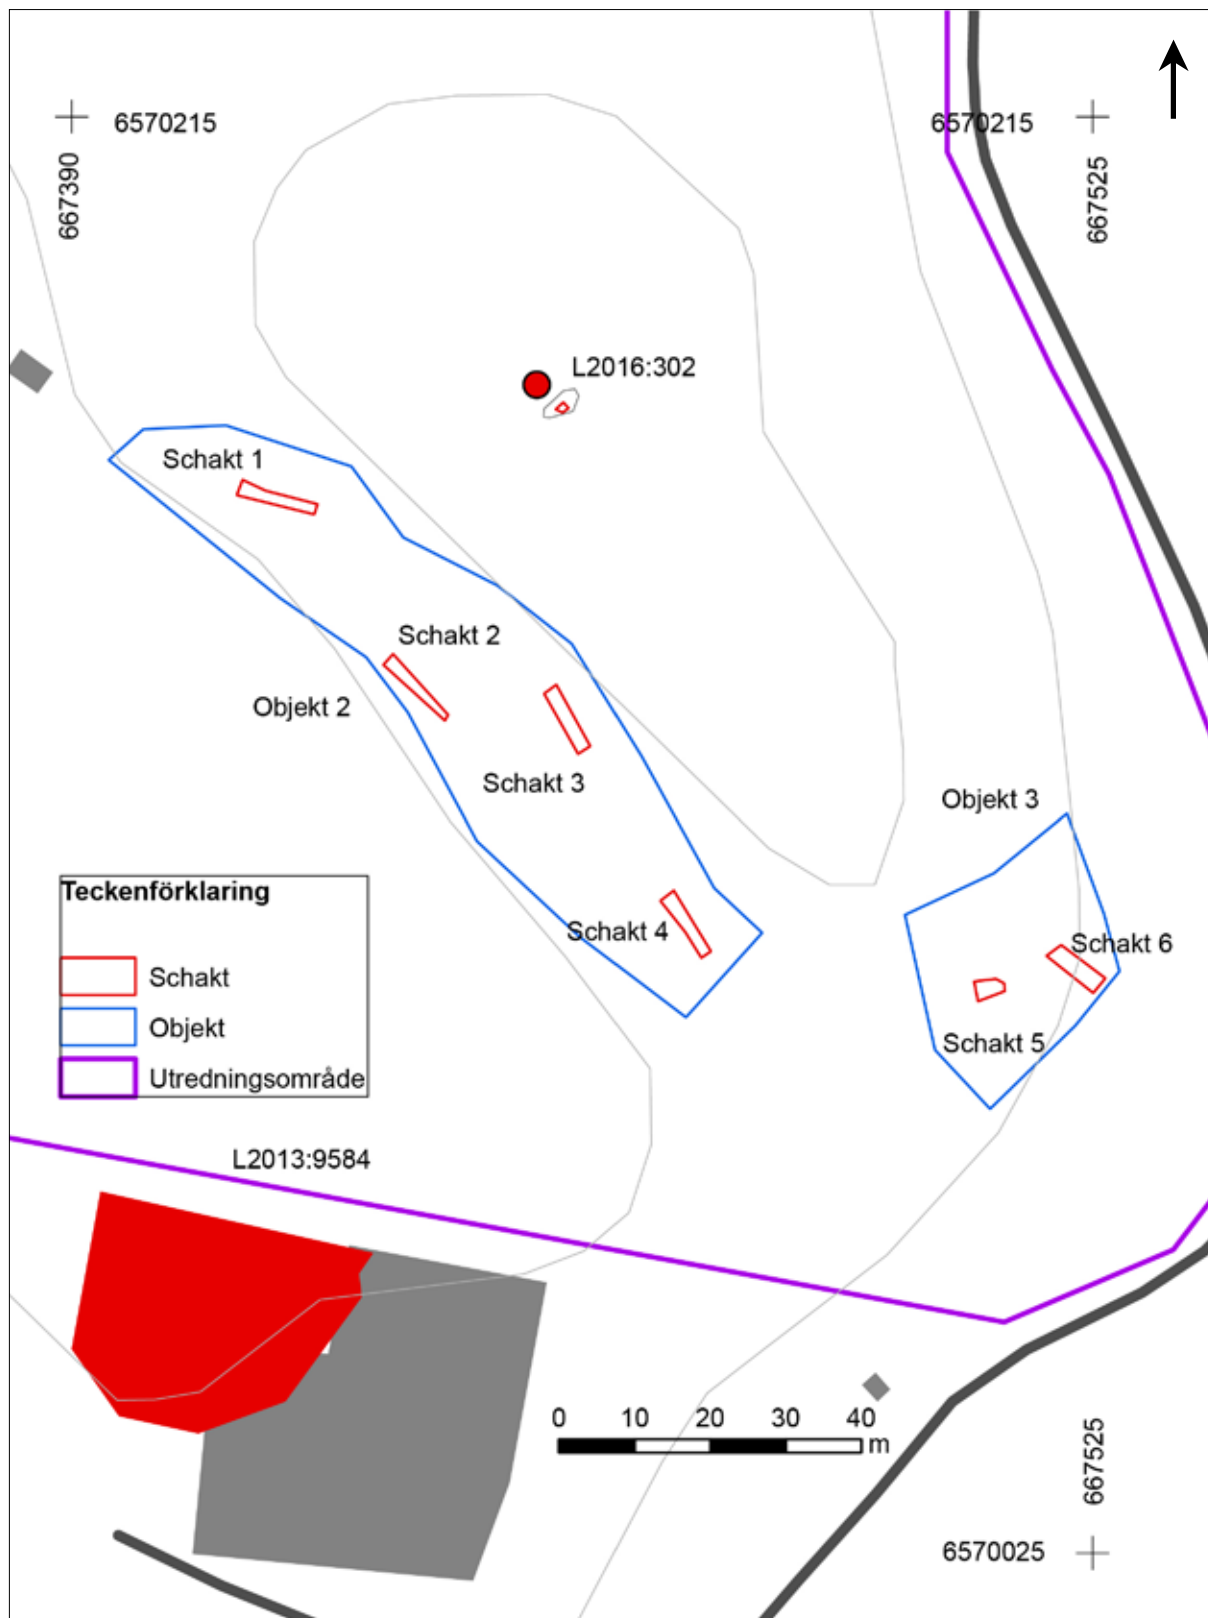 6570215
6570215
667390
667525
L2016:302
Schakt 1
Schakt 2
Objekt 2
Schakt 3
Objekt 3
Teckenförklaring
Schakt 4
Schakt 6
Schakt
Objekt
Schakt 5
Utredningsområde
L2013:9584
0 10 20 30 40
m
667525
6570025